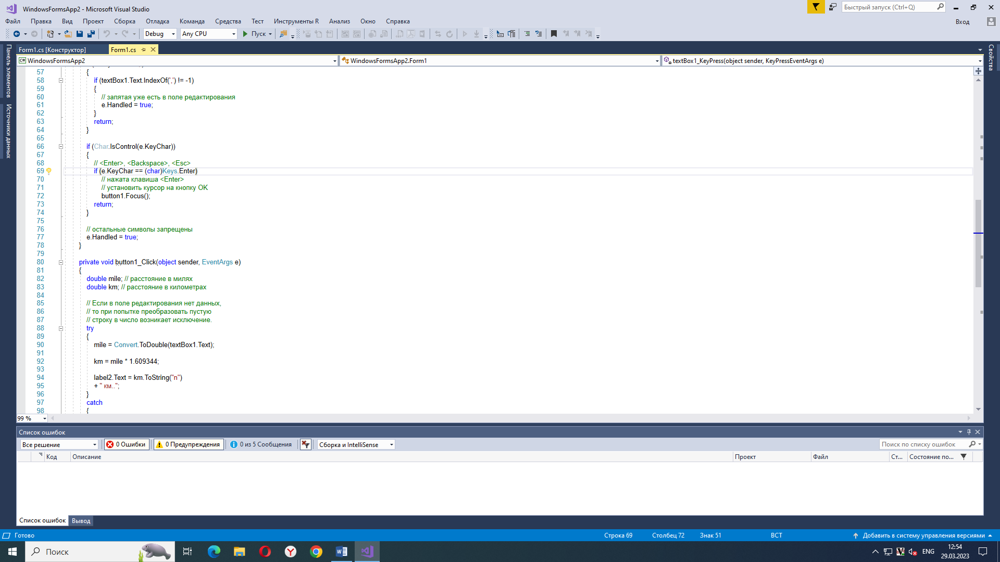 WindowsFormsApp2 - Microsoft Visual Studio
Быстрый запуск (Ctrl+Q)
Файл Правка Вид Проект Сборка Отладка Команда Средства Тест Инструменты R Анализ Окно Справка
Вход
Debug Any CPU Пуск
Панель элементов
Источники данных
Свойства
Form1.cs [Конструктор] Form1.cs
C# WindowsFormsApp2 WindowsFormsApp2.Form1 textBox1_KeyPress(object sender, KeyPressEventArgs e)
57 {
58 if (textBox1.Text.IndexOf(',') != -1)
59 {
60 // запятая уже есть в поле редактирования
61 e.Handled = true;
62 }
63 return;
64 }
65
66 if (Char.IsControl(e.KeyChar))
67 {
68 // <Enter>, <Backspace>, <Esc>
69 if (e.KeyChar == (char)Keys.Enter)
70 // нажата клавиша <Enter>
71 // установить курсор на кнопку OK
72 button1.Focus();
73 return;
74 }
75
76 // остальные символы запрещены
77 e.Handled = true;
78 }
79
80 private void button1_Click(object sender, EventArgs e)
81 {
82 double mile; // расстояние в милях
83 double km; // расстояние в километрах
84
85 // Если в поле редактирования нет данных,
86 // то при попытке преобразовать пустую
87 // строку в число возникает исключение.
88 try
89 {
90 mile = Convert.ToDouble(textBox1.Text);
91
92 km = mile * 1.609344;
93
94 label2.Text = km.ToString("n")
95 + " км..";
96 }
97 catch
98 {
99 %
Список ошибок
Все решение 0 Ошибки 0 Предупреждения 0 из 5 Сообщения Сборка и IntelliSense Поиск по списку ошибок
Код Описание Проект Файл Ст... Состояние по...
Список ошибок Вывод
Готово Строка 69 Столбец 72 Знак 51 ВСТ Добавить в систему управления версиями
Поиск
ENG
12:54
29.03.2023